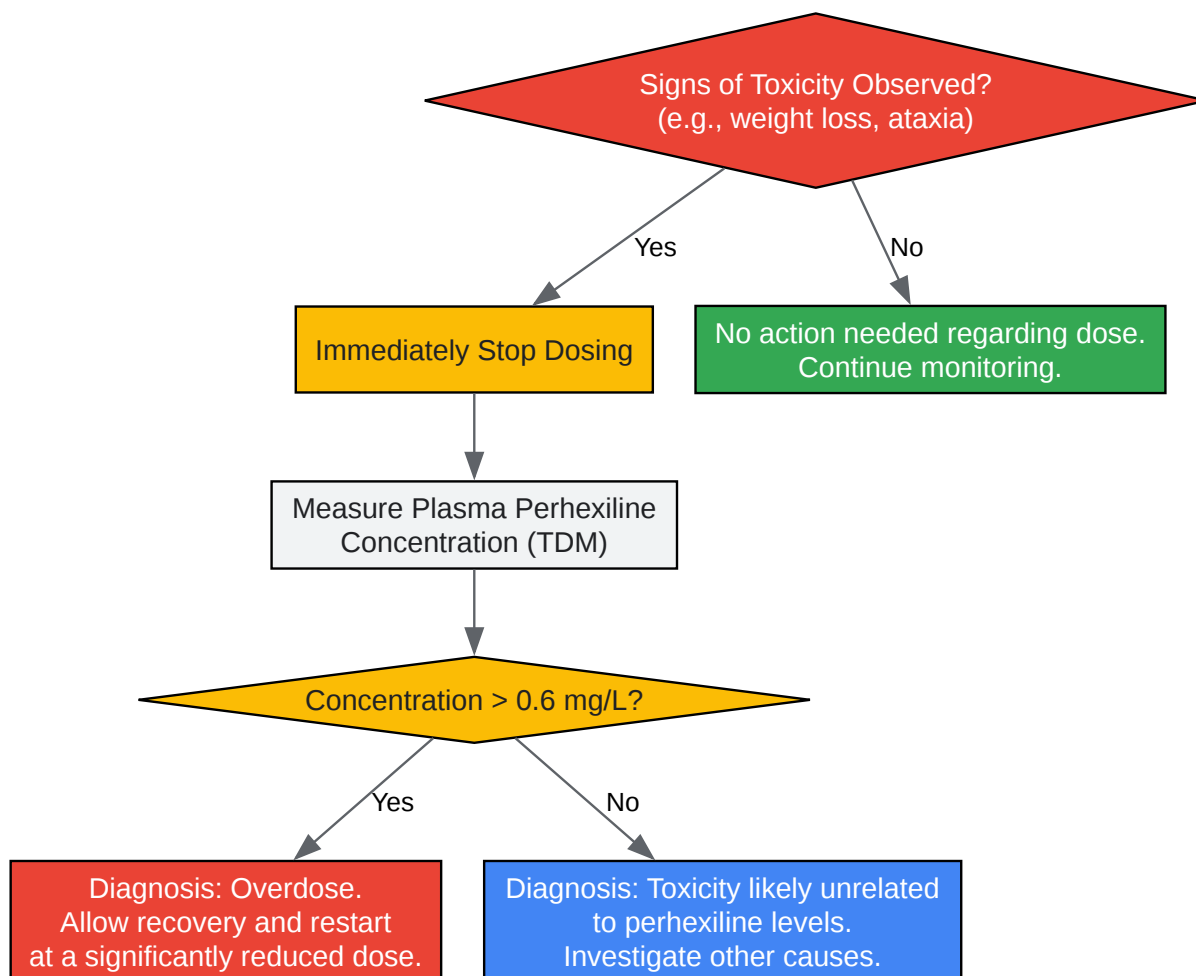 Signs of Toxicity Observed?
(e.g., weight loss, ataxia)
Yes
No
Immediately Stop Dosing
No action needed regarding dose.
Continue monitoring.
Measure Plasma Perhexiline
Concentration (TDM)
Concentration > 0.6 mg/L?
Yes
No
Diagnosis: Overdose.
Allow recovery and restart
at a significantly reduced dose.
Diagnosis: Toxicity likely unrelated
to perhexiline levels.
Investigate other causes.